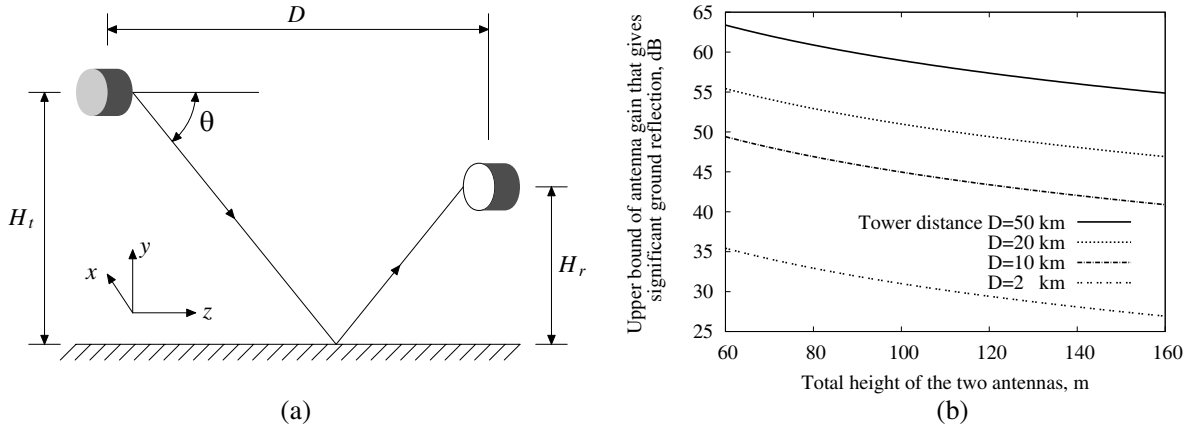 D
θ
H_t
H_r
y
x
z
(a)
Upper bound of antenna gain that gives
significant ground reflection, dB
65
60
55
50
45
40
35
30
25
Tower distance D=50 km
D=20 km
D=10 km
D=2 km
60 80 100 120 140 160
Total height of the two antennas, m
(b)